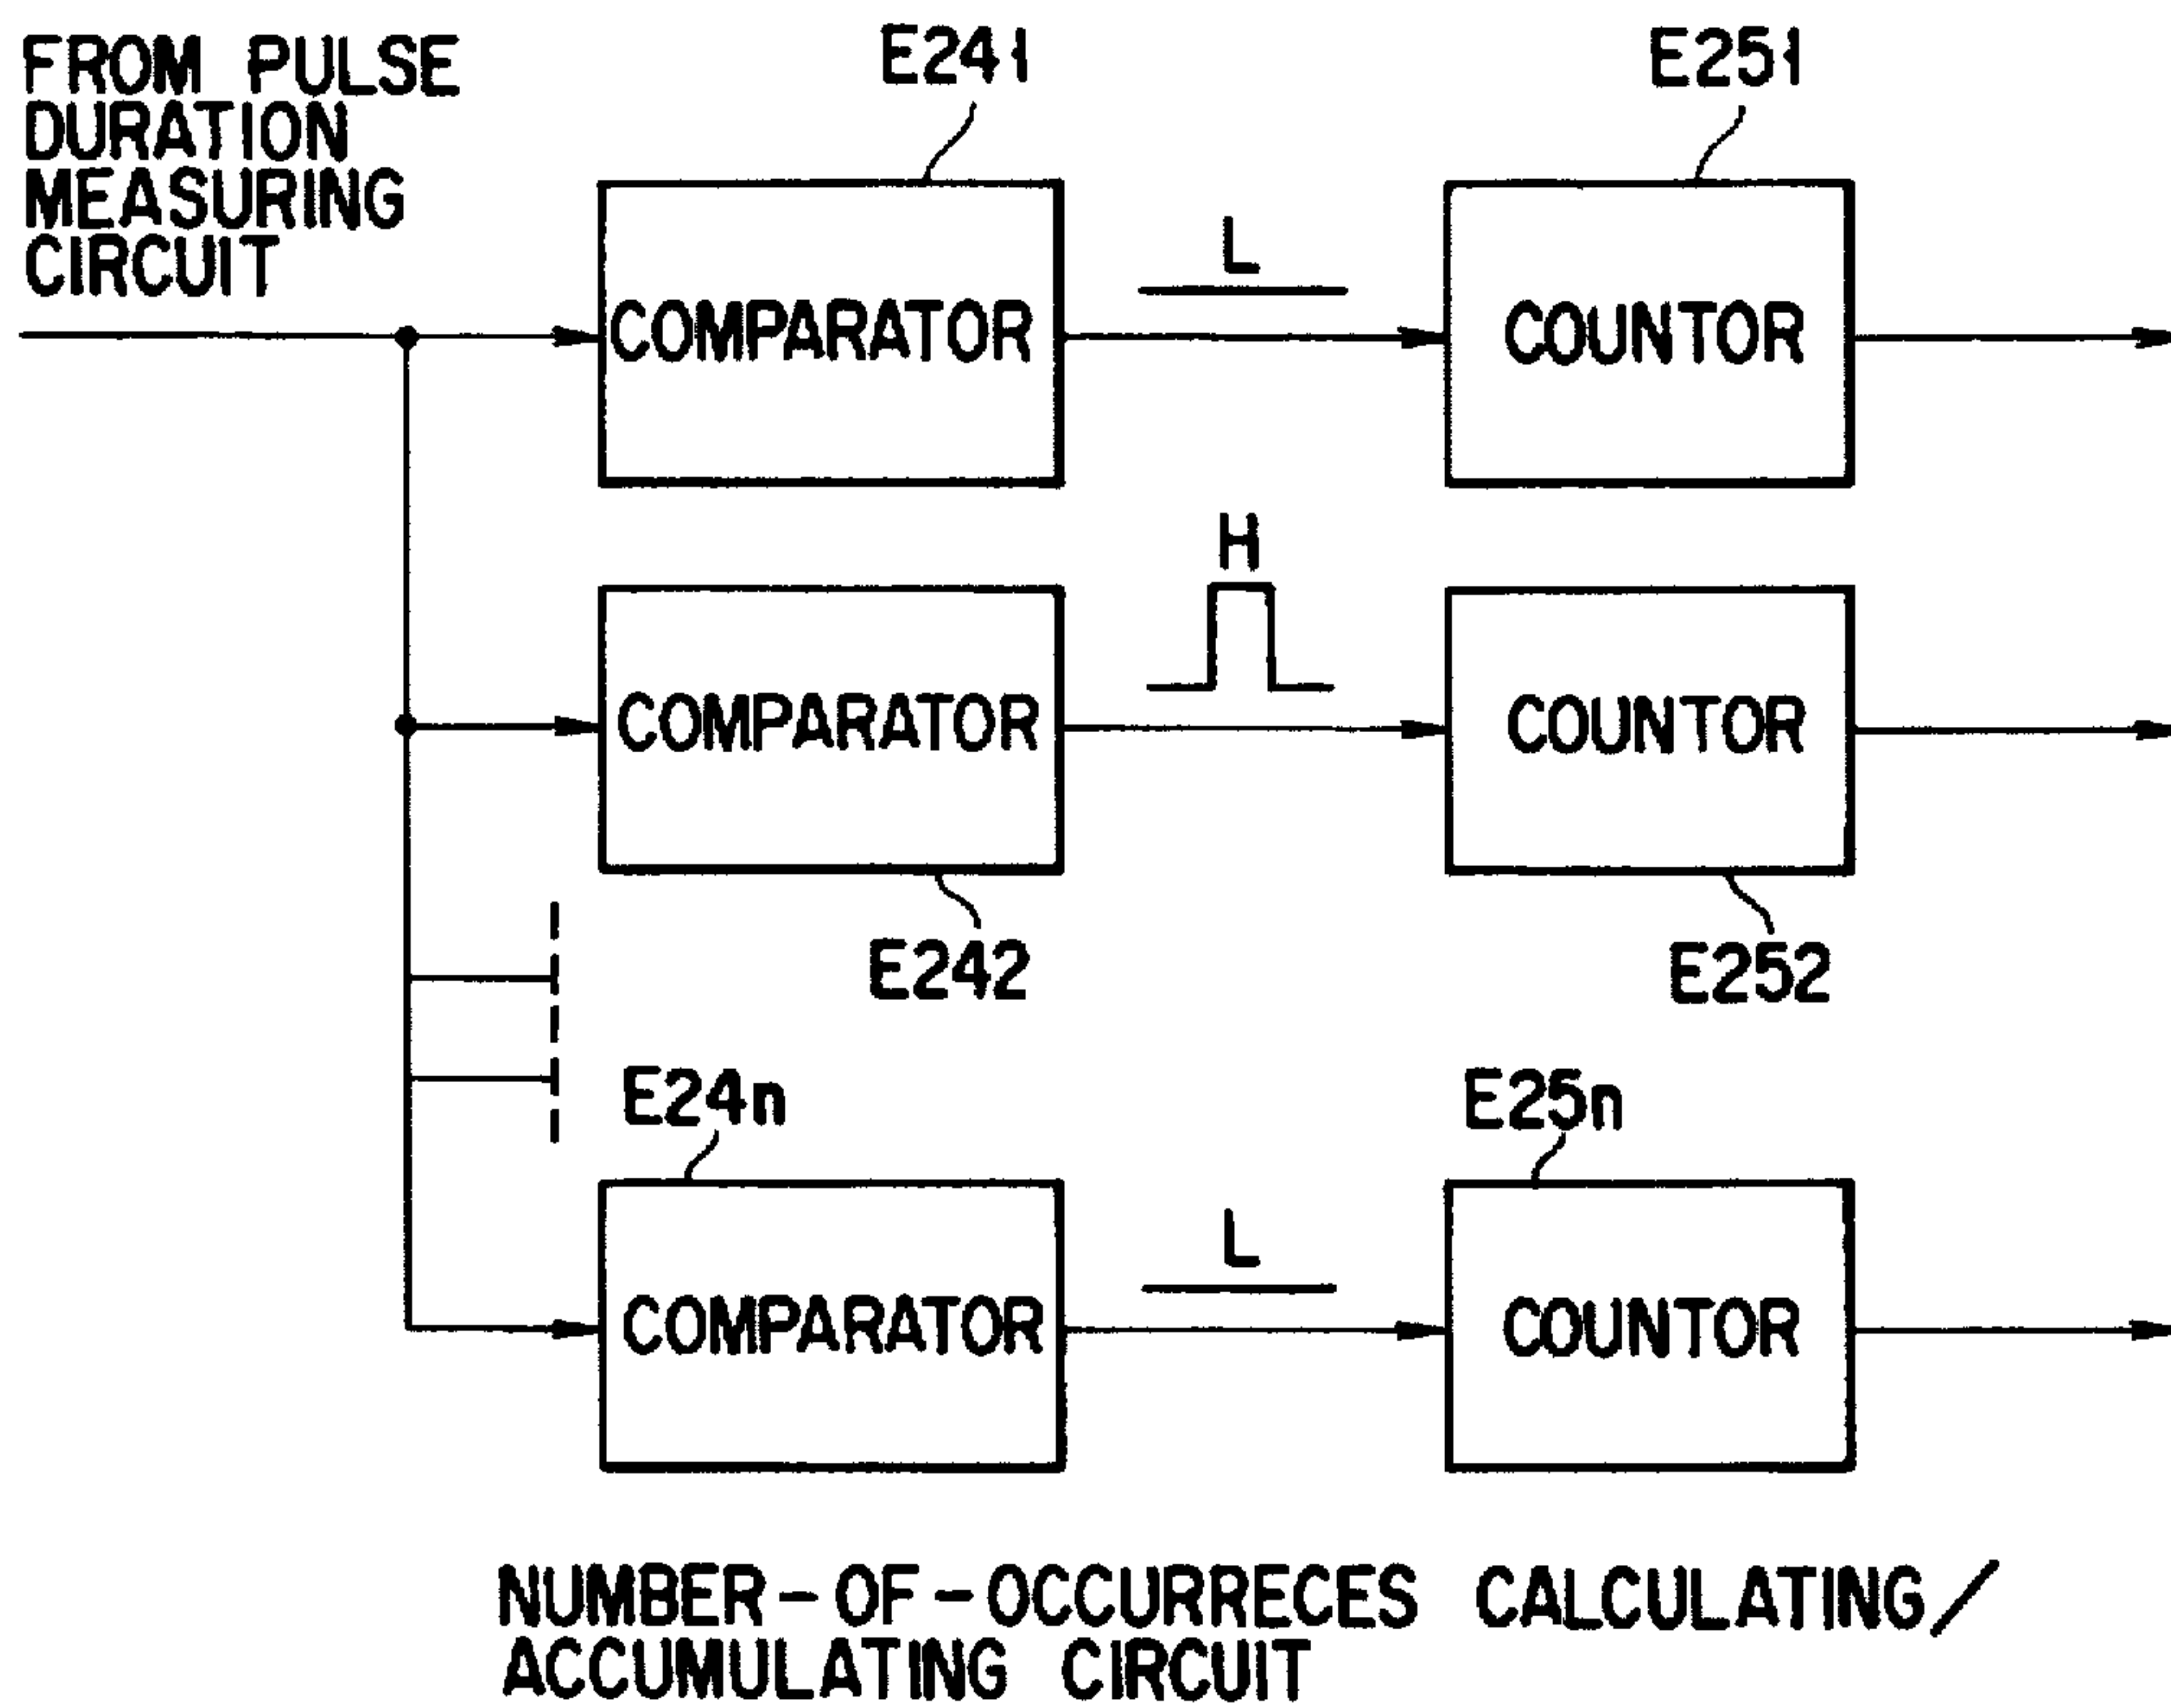 FROM PULSE
DURATION
MEASURING
CIRCUIT
E241
E251
COMPARATOR
L
COUNTOR
H
COMPARATOR
COUNTOR
E242
E252
E24n
E25n
COMPARATOR
L
COUNTOR
NUMBER-OF-OCCURRECES CALCULATING/
ACCUMULATING CIRCUIT